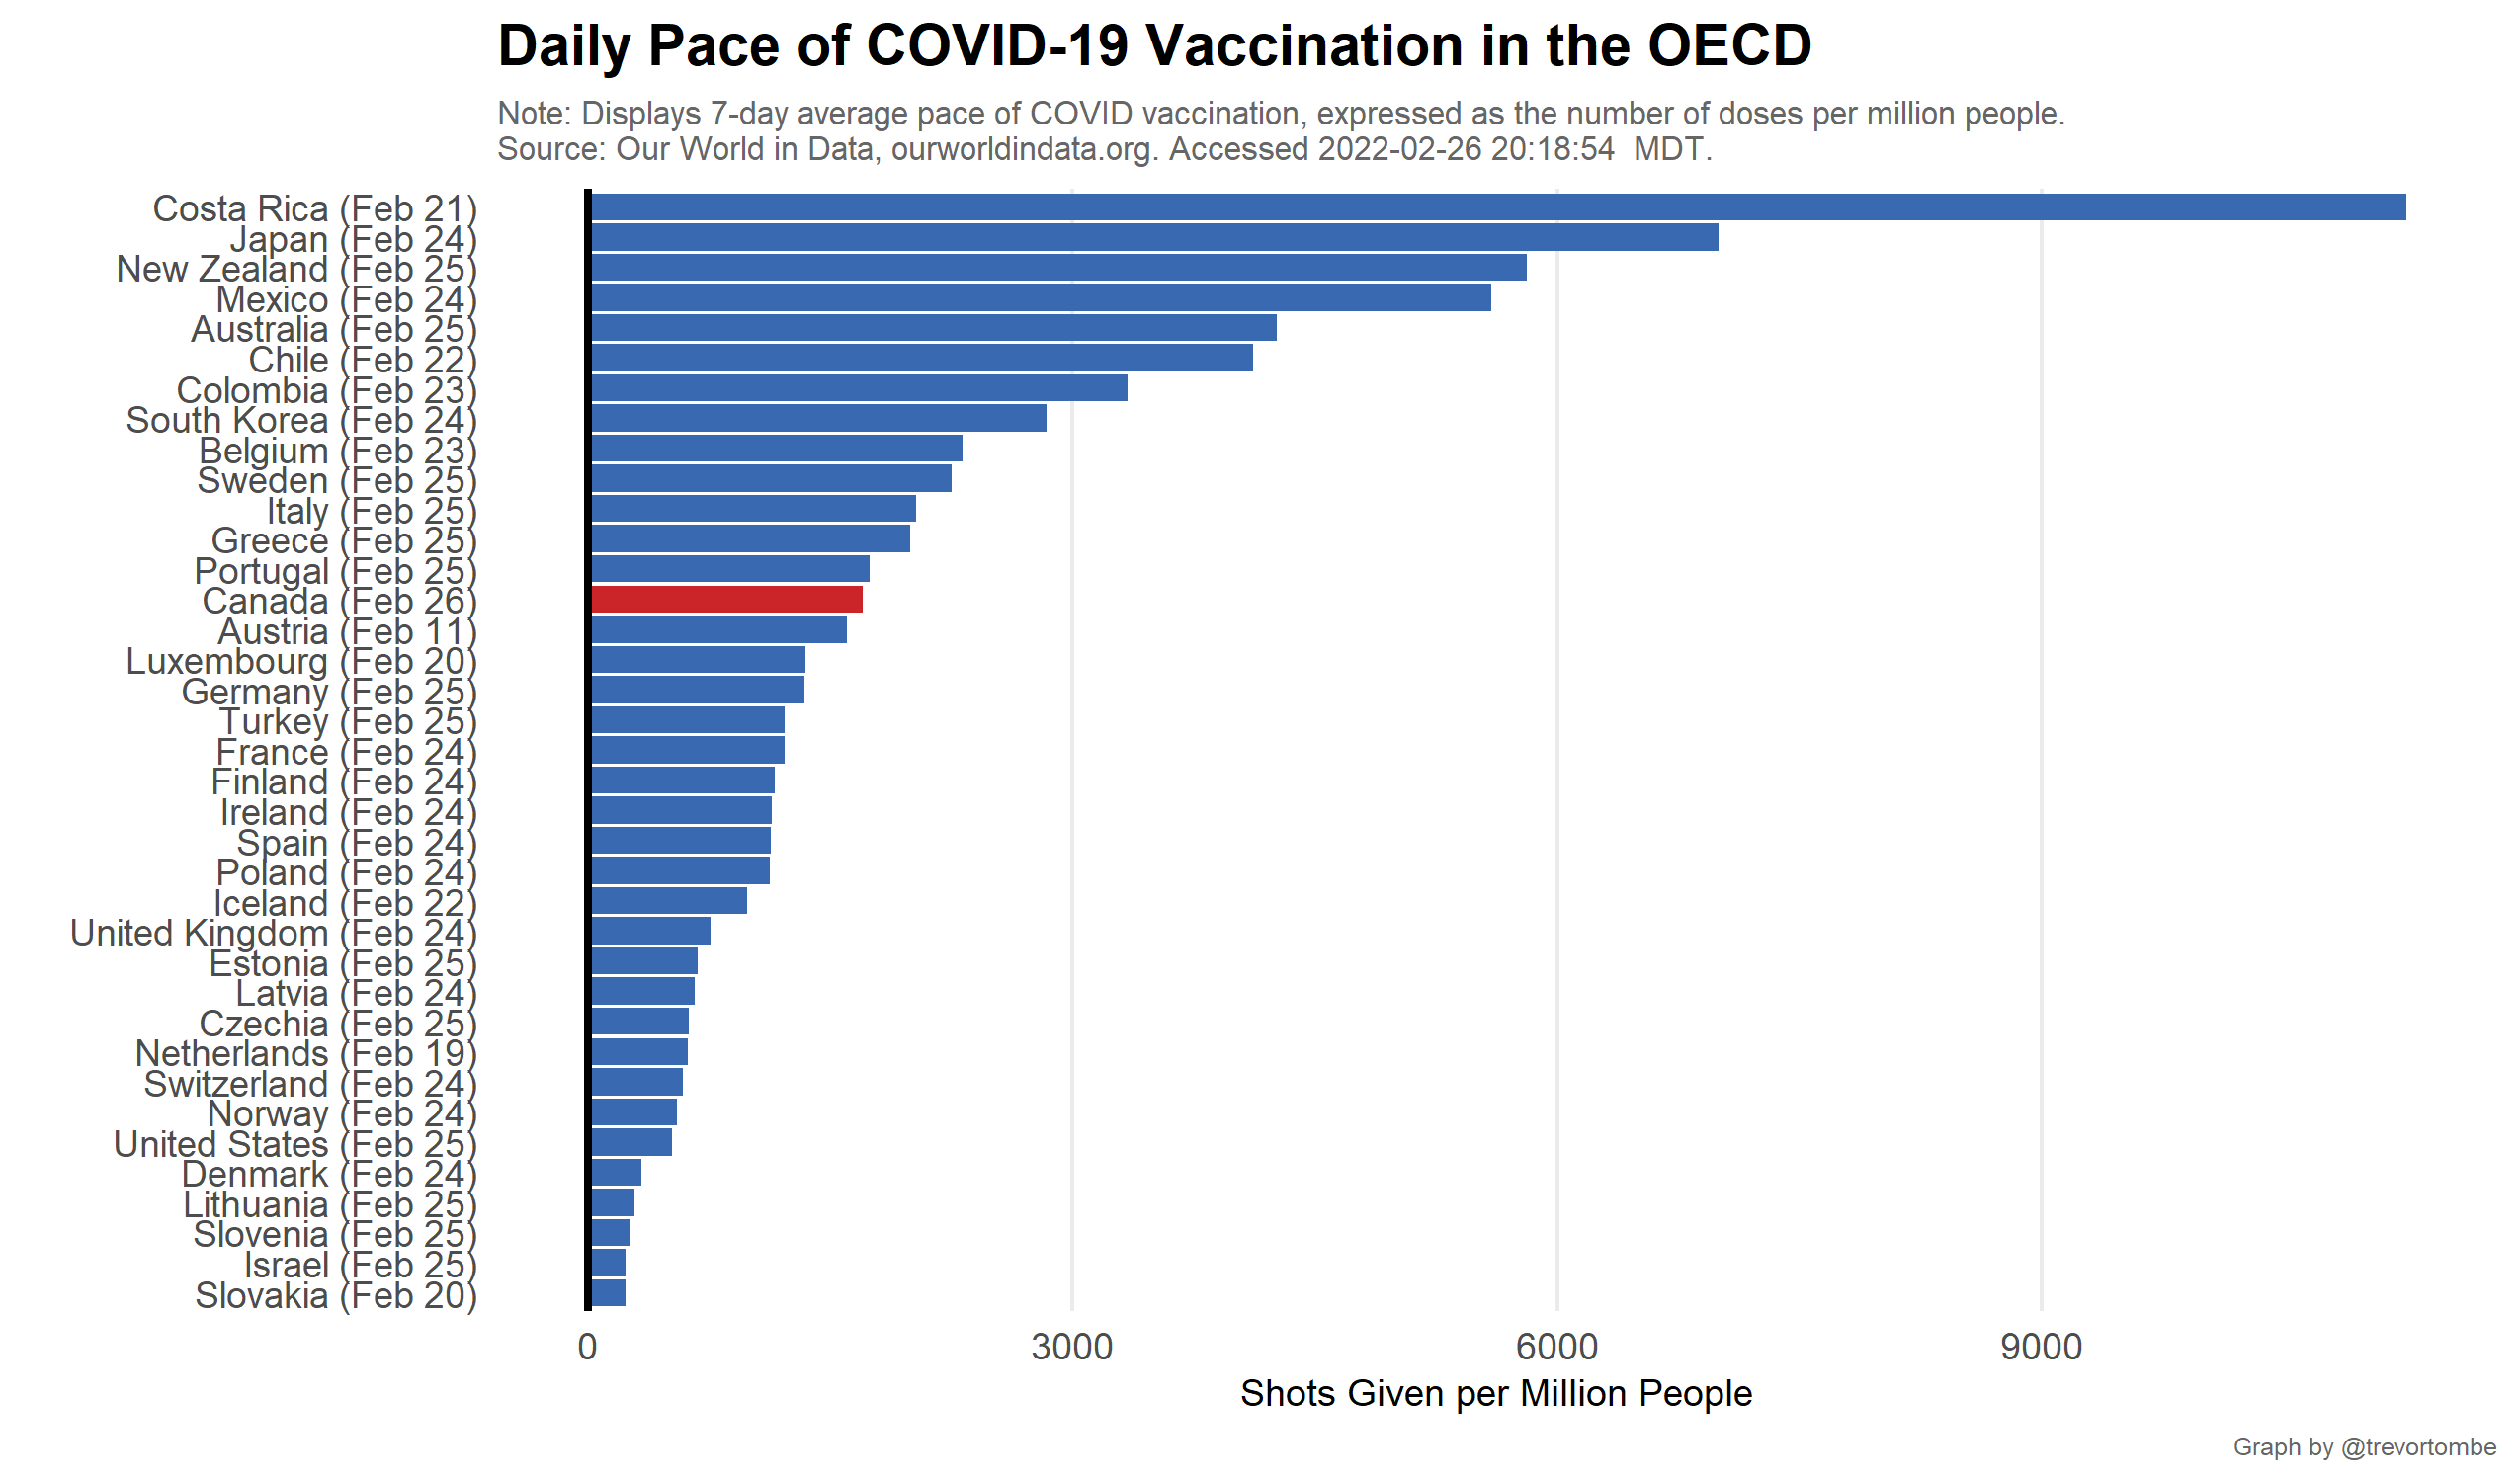 Daily Pace of COVID-19 Vaccination in the OECD
Note: Displays 7-day average pace of COVID vaccination, expressed as the number of doses per million people.
Source: Our World in Data, ourworldindata.org. Accessed 2022-02-26 20:18:54  MDT.
Costa Rica (Feb 21)
Japan (Feb 24)
New Zealand (Feb 25)
Mexico (Feb 24)
Australia (Feb 25)
Chile (Feb 22)
Colombia (Feb 23)
South Korea (Feb 24)
Belgium (Feb 23)
Sweden (Feb 25)
Italy (Feb 25)
Greece (Feb 25)
Portugal (Feb 25)
Canada (Feb 26)
Austria (Feb 11)
Luxembourg (Feb 20)
Germany (Feb 25)
Turkey (Feb 25)
France (Feb 24)
Finland (Feb 24)
Ireland (Feb 24)
Spain (Feb 24)
Poland (Feb 24)
Iceland (Feb 22)
United Kingdom (Feb 24)
Estonia (Feb 25)
Latvia (Feb 24)
Czechia (Feb 25)
Netherlands (Feb 19)
Switzerland (Feb 24)
Norway (Feb 24)
United States (Feb 25)
Denmark (Feb 24)
Lithuania (Feb 25)
Slovenia (Feb 25)
Israel (Feb 25)
Slovakia (Feb 20)
0 3000 6000 9000
Shots Given per Million People
Graph by @trevortombe